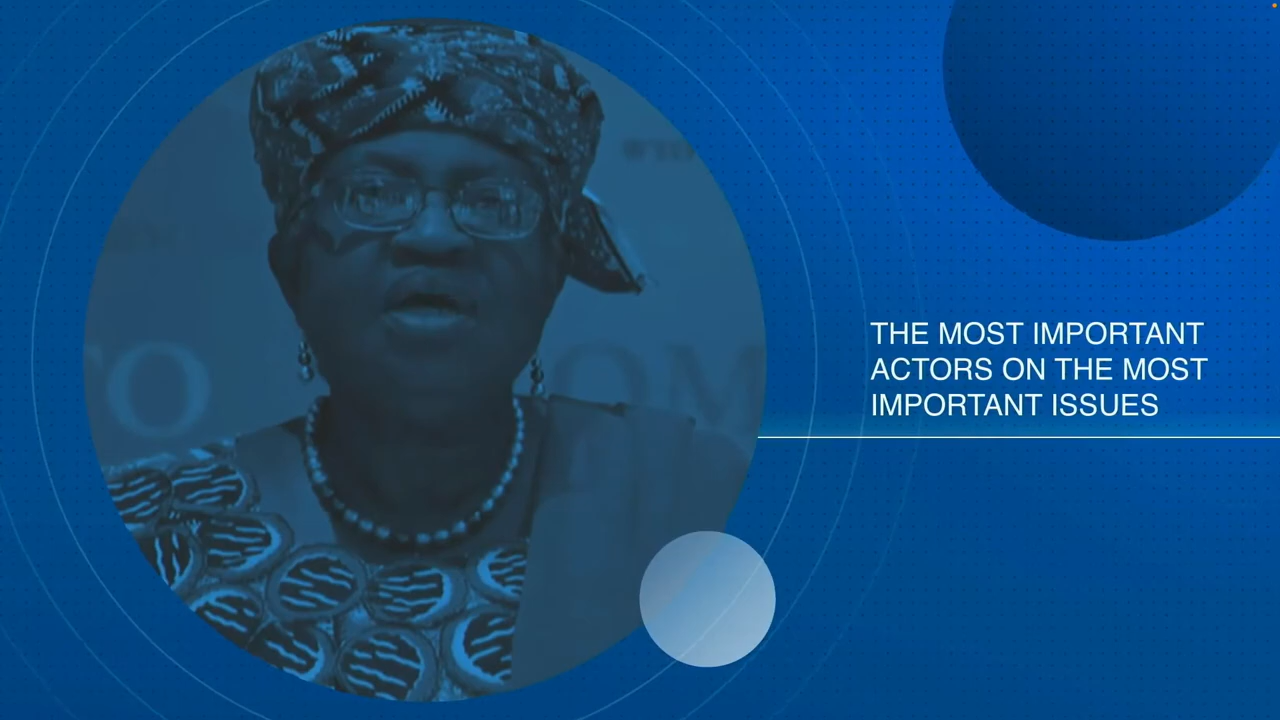 THE MOST IMPORTANT
ACTORS ON THE MOST
IMPORTANT ISSUES